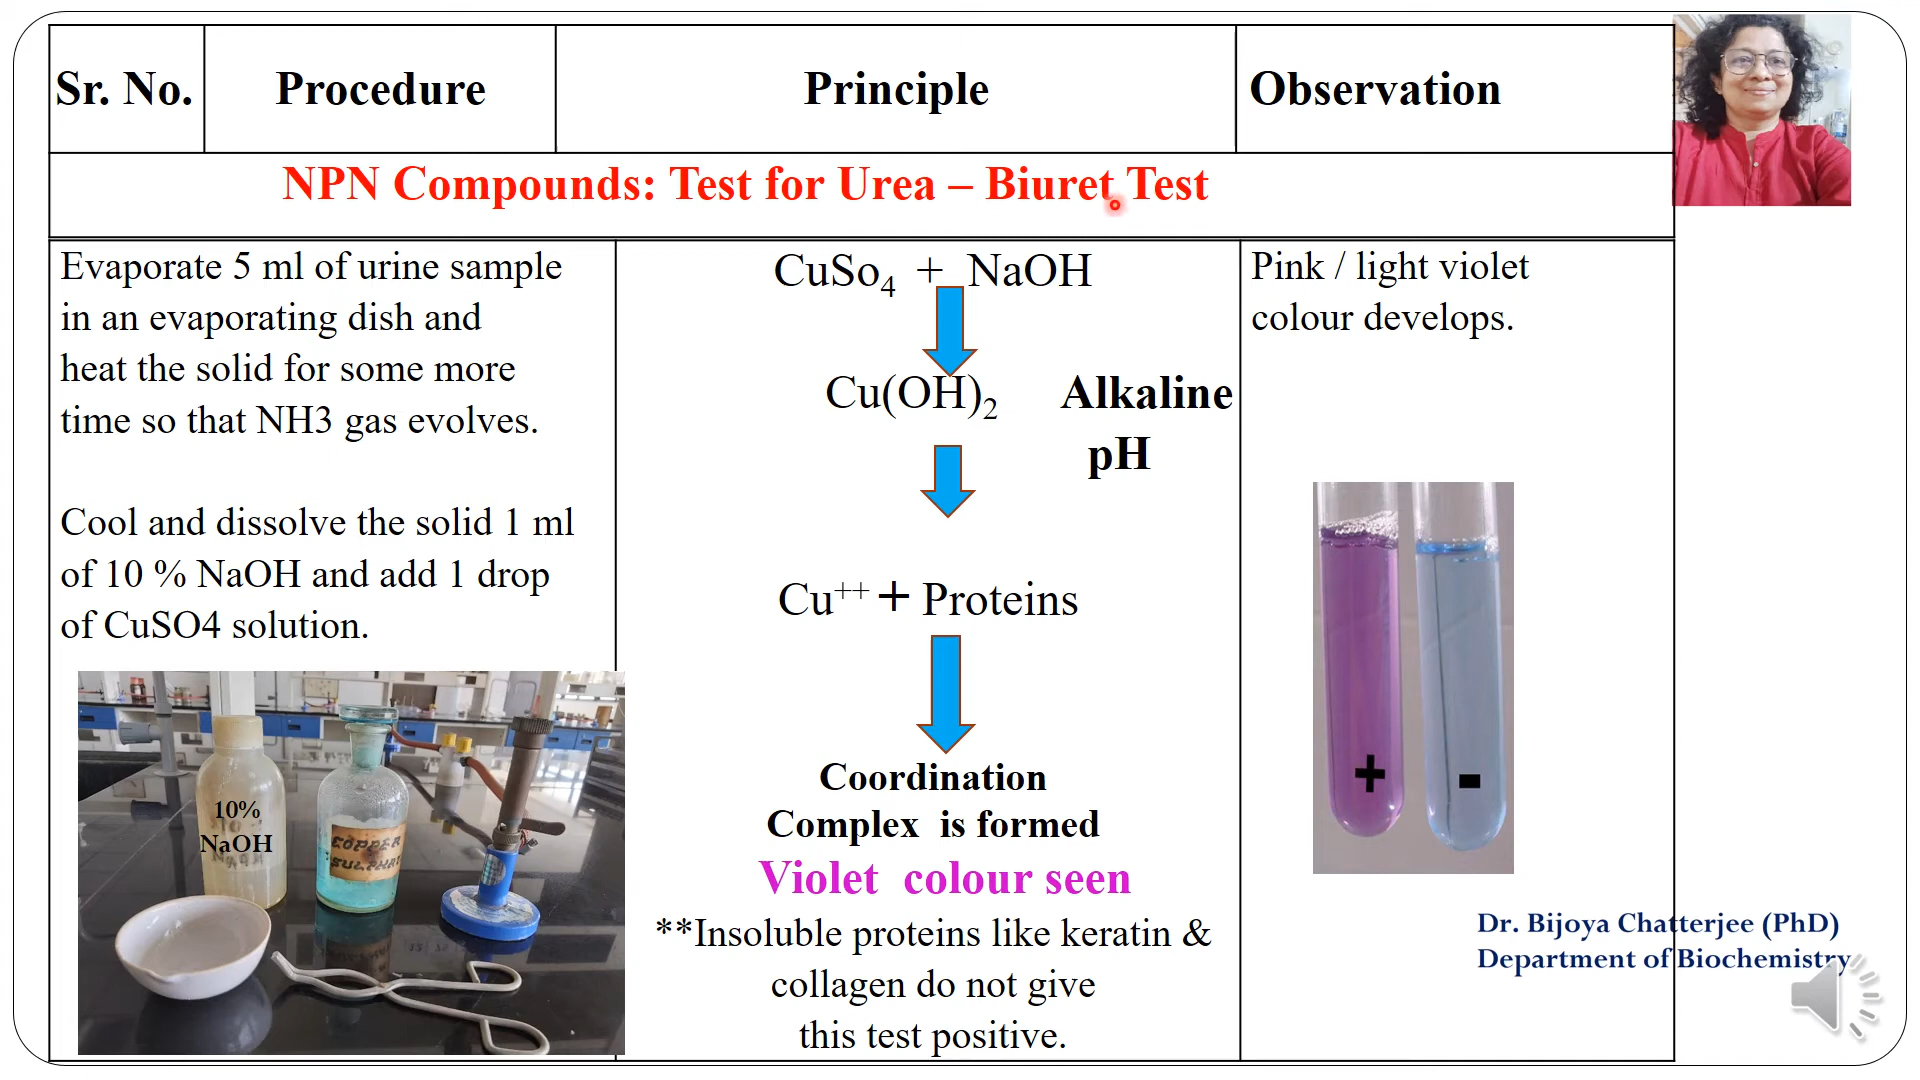 Sr. No.
Procedure
Principle
Observation
NPN Compounds: Test for Urea – Biuret Test
Evaporate 5 ml of urine sample
in an evaporating dish and
heat the solid for some more
time so that NH3 gas evolves.
Cool and dissolve the solid 1 ml
of 10 % NaOH and add 1 drop
of CuSO4 solution.
10%
NaOH
COPPER
SULPHAT
CuSo₄ + NaOH
Cu(OH)₂
Alkaline
pH
Cu⁺⁺ + Proteins
Coordination
Complex is formed
Violet colour seen
**Insoluble proteins like keratin &
collagen do not give
this test positive.
Pink / light violet
colour develops.
+
-
Dr. Bijoya Chatterjee (PhD)
Department of Biochemistry